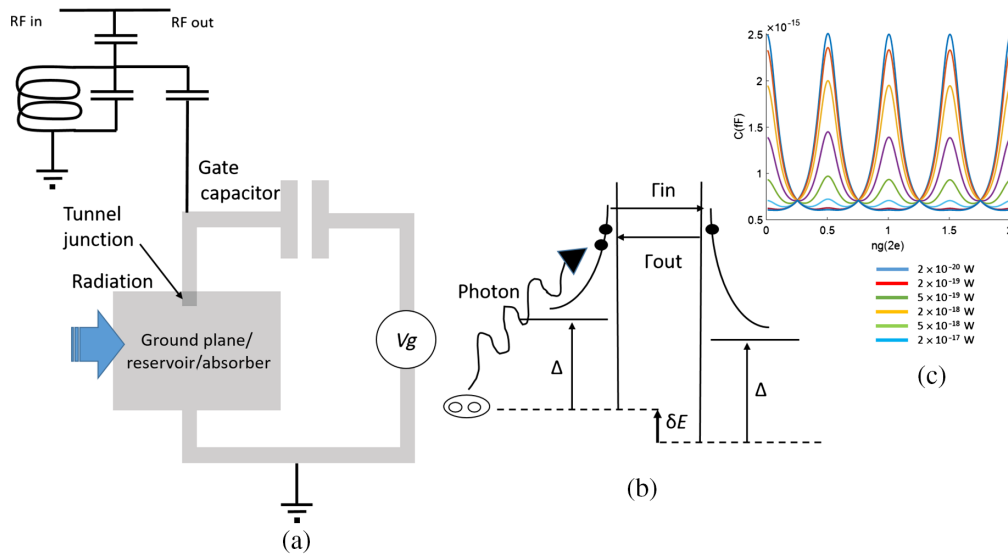 RF in
RF out
Gate
capacitor
Tunnel
junction
Radiation
Ground plane/
reservoir/absorber
Vg
(a)
Γin
Γout
Photon
Δ
Δ
δE
(b)
×10⁻¹⁵
2.5
2
1.5
1
0.5
C(fF)
0 0.5 1 1.5 2
ng(2e)
2 × 10⁻²⁰ W
2 × 10⁻¹⁹ W
5 × 10⁻¹⁹ W
2 × 10⁻¹⁸ W
5 × 10⁻¹⁸ W
2 × 10⁻¹⁷ W
(c)